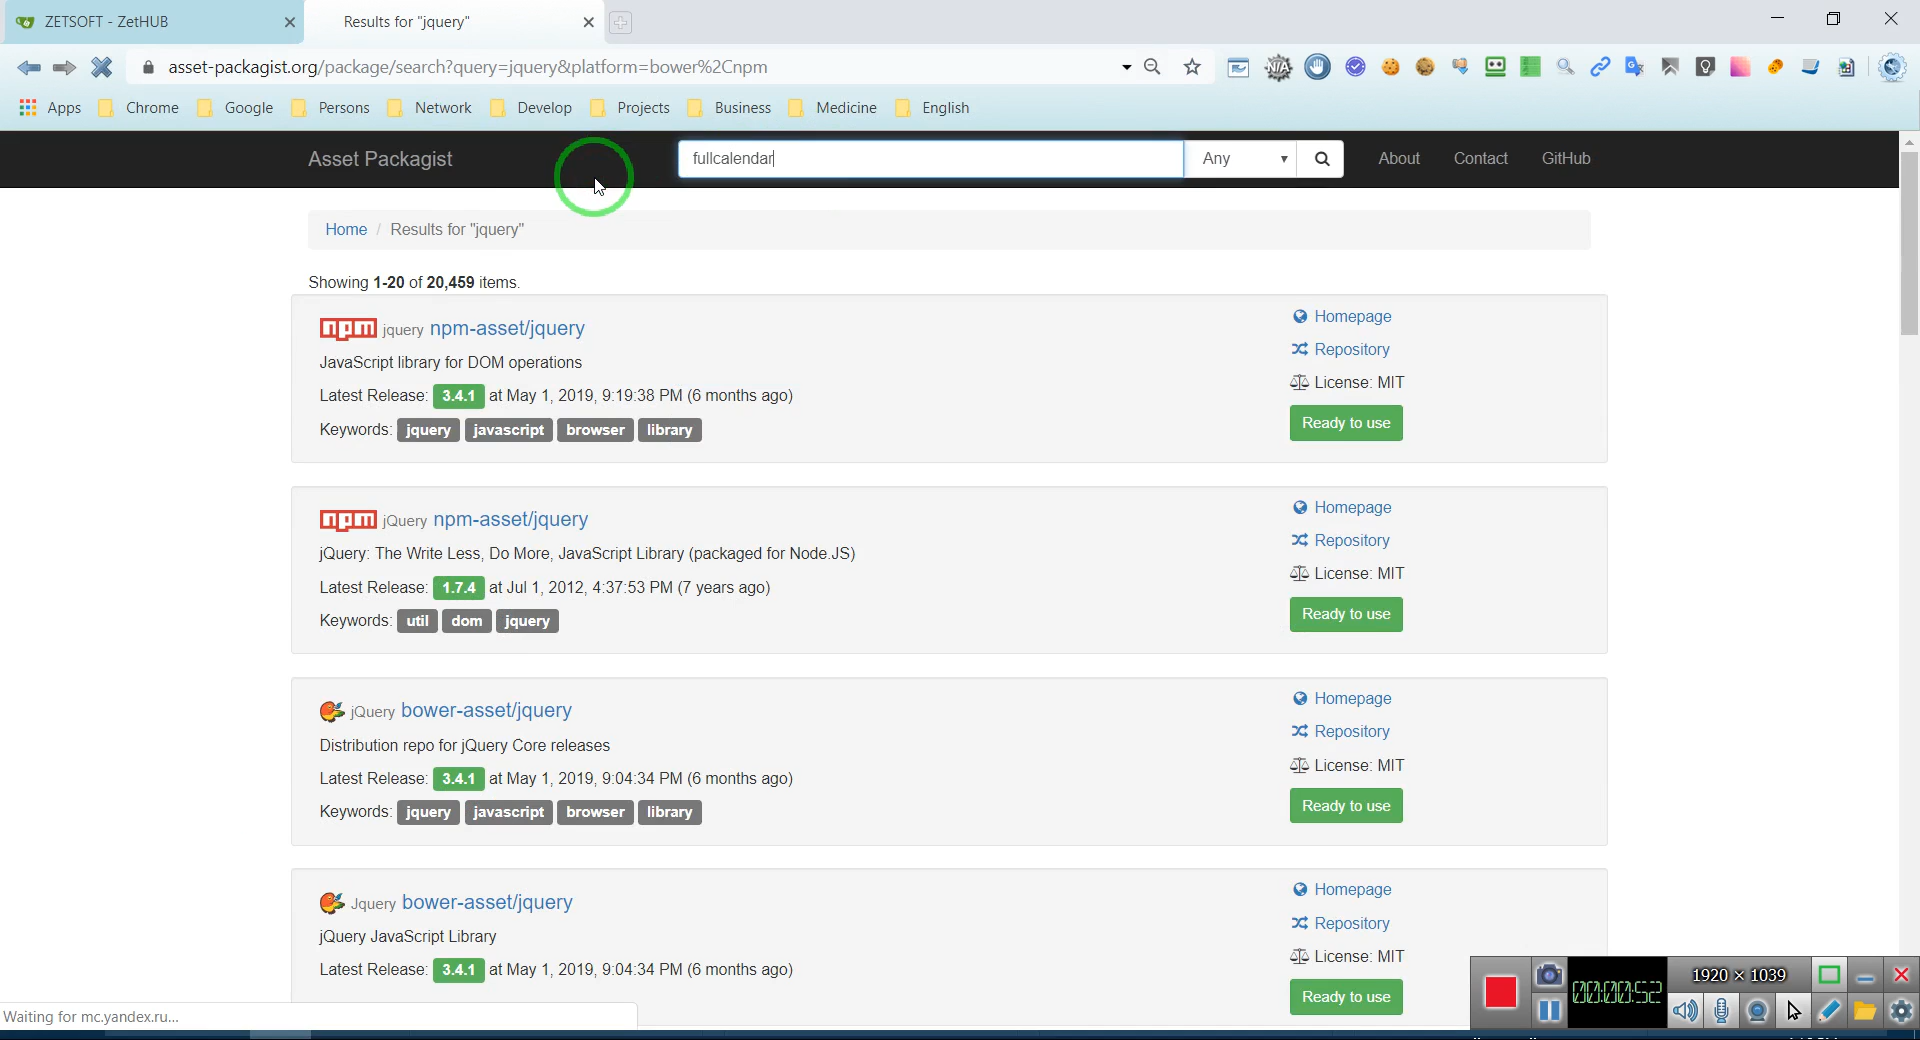 ZETSOFT - ZetHUB
Results for "jquery"
asset-packagist.org/package/search?query=jquery&platform=bower%2Cnpm
Apps Chrome Google Persons Network Develop Projects Business Medicine English
Asset Packagist fullcalendar Any About Contact GitHub
Home / Results for "jquery"
Showing 1-20 of 20,459 items.
npm jquery npm-asset/jquery
JavaScript library for DOM operations
Latest Release: 3.4.1 at May 1, 2019, 9:19:38 PM (6 months ago)
Keywords: jquery javascript browser library
Homepage
Repository
License: MIT
Ready to use
npm jQuery npm-asset/jquery
jQuery: The Write Less, Do More, JavaScript Library (packaged for Node.JS)
Latest Release: 1.7.4 at Jul 1, 2012, 4:37:53 PM (7 years ago)
Keywords: util dom jquery
Homepage
Repository
License: MIT
Ready to use
jQuery bower-asset/jquery
Distribution repo for jQuery Core releases
Latest Release: 3.4.1 at May 1, 2019, 9:04:34 PM (6 months ago)
Keywords: jquery javascript browser library
Homepage
Repository
License: MIT
Ready to use
Jquery bower-asset/jquery
jQuery JavaScript Library
Latest Release: 3.4.1 at May 1, 2019, 9:04:34 PM (6 months ago)
Homepage
Repository
License: MIT
Ready to use
Waiting for mc.yandex.ru...
00:00:52
1920 × 1039